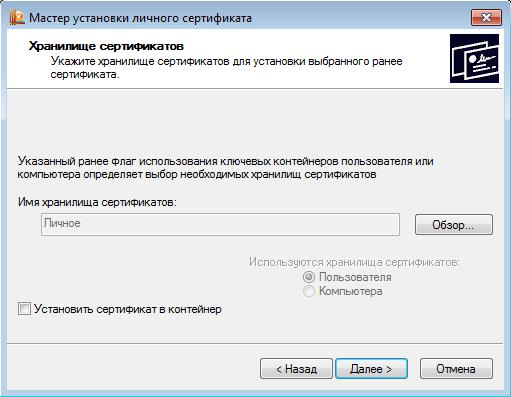 Мастер установки личного сертификата
Хранилище сертификатов
Укажите хранилище сертификатов для установки выбранного ранее
сертификата.
Указанный ранее флаг использования ключевых контейнеров пользователя или
компьютера определяет выбор необходимых хранилищ сертификатов
Имя хранилища сертификатов:
Личное
Обзор...
Используются хранилища сертификатов:
Пользователя
Компьютера
Установить сертификат в контейнер
< Назад
Далее >
Отмена